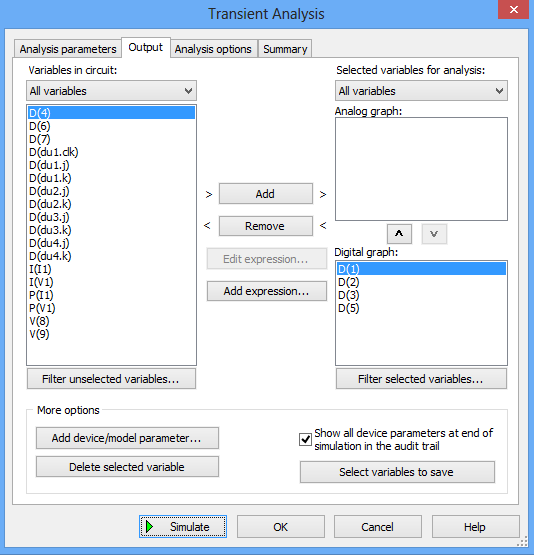 Transient Analysis
Analysis parameters Output Analysis options Summary
Variables in circuit:
All variables
D(4)
D(6)
D(7)
D(du1.clk)
D(du1.j)
D(du1.k)
D(du2.j)
D(du2.k)
D(du3.j)
D(du3.k)
D(du4.j)
D(du4.k)
I(I1)
I(V1)
P(I1)
P(V1)
V(8)
V(9)
Filter unselected variables...
> Add >
< Remove <
Edit expression...
Add expression...
Selected variables for analysis:
All variables
Analog graph:
Digital graph:
D(1)
D(2)
D(3)
D(5)
Filter selected variables...
More options
Add device/model parameter...
Delete selected variable
Show all device parameters at end of
simulation in the audit trail
Select variables to save
Simulate OK Cancel Help